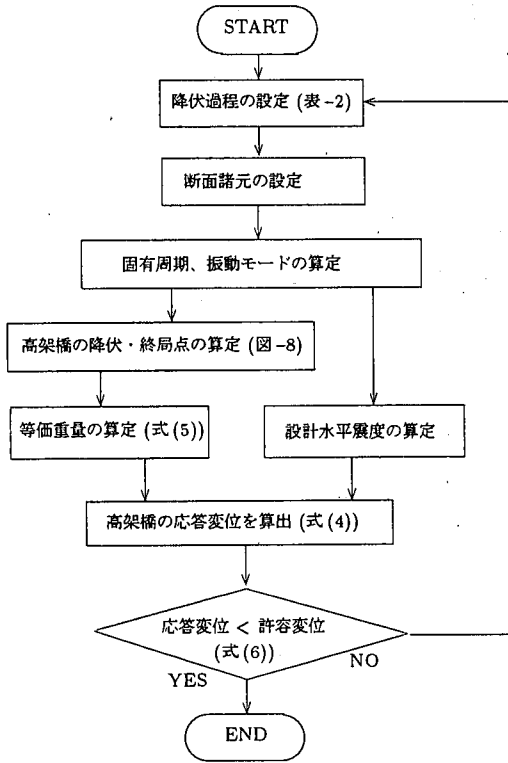 START
降伏過程の設定 (表-2)
断面諸元の設定
固有周期、振動モードの算定
高架橋の降伏・終局点の算定 (図-8)
等価重量の算定 (式(5))
設計水平震度の算定
高架橋の応答変位を算出 (式(4))
応答変位 < 許容変位
(式(6))
NO
YES
END